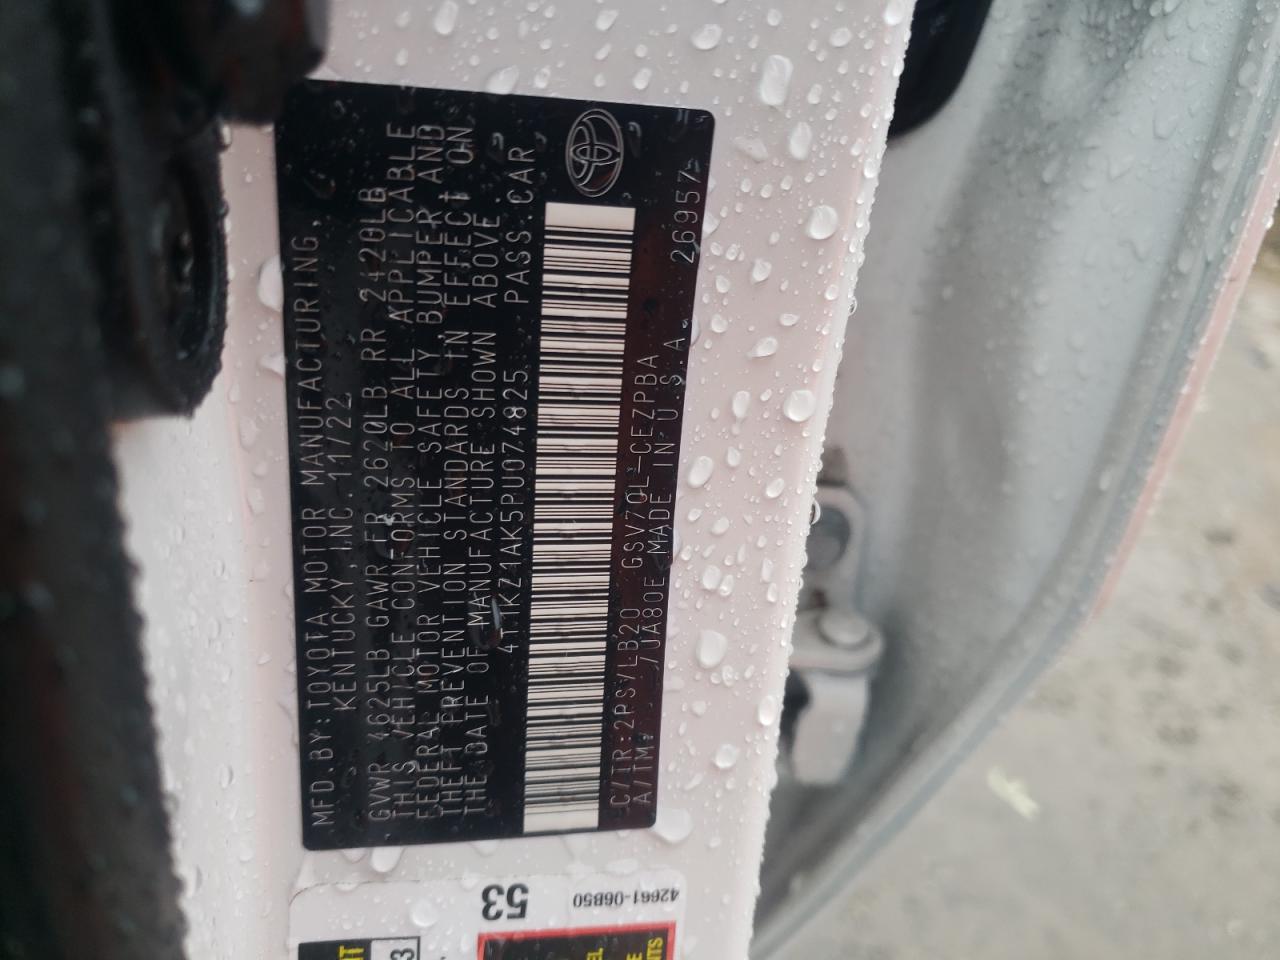 MFD.BY:TOYOTA MOTOR MANUFACTURING,
KENTUCKY,INC. 11/22
GVWR 4625LB GAWR FR 2620LB RR 2420LB
THIS VEHICLE CONFORMS TO ALL APPLICABLE
FEDERAL MOTOR VEHICLE SAFETY,BUMPER AND
THEFT PREVENTION STANDARDS IN EFFECT ON
THE DATE OF MANUFACTURE SHOWN ABOVE.
4T1KZ1AK5PU074825 PASS.CAR
C/TR:2PS/LB20 GSV70L-CEZPBA
A/TM: /UA80E MADE IN U.S.A.
26957
53
42661-06B50